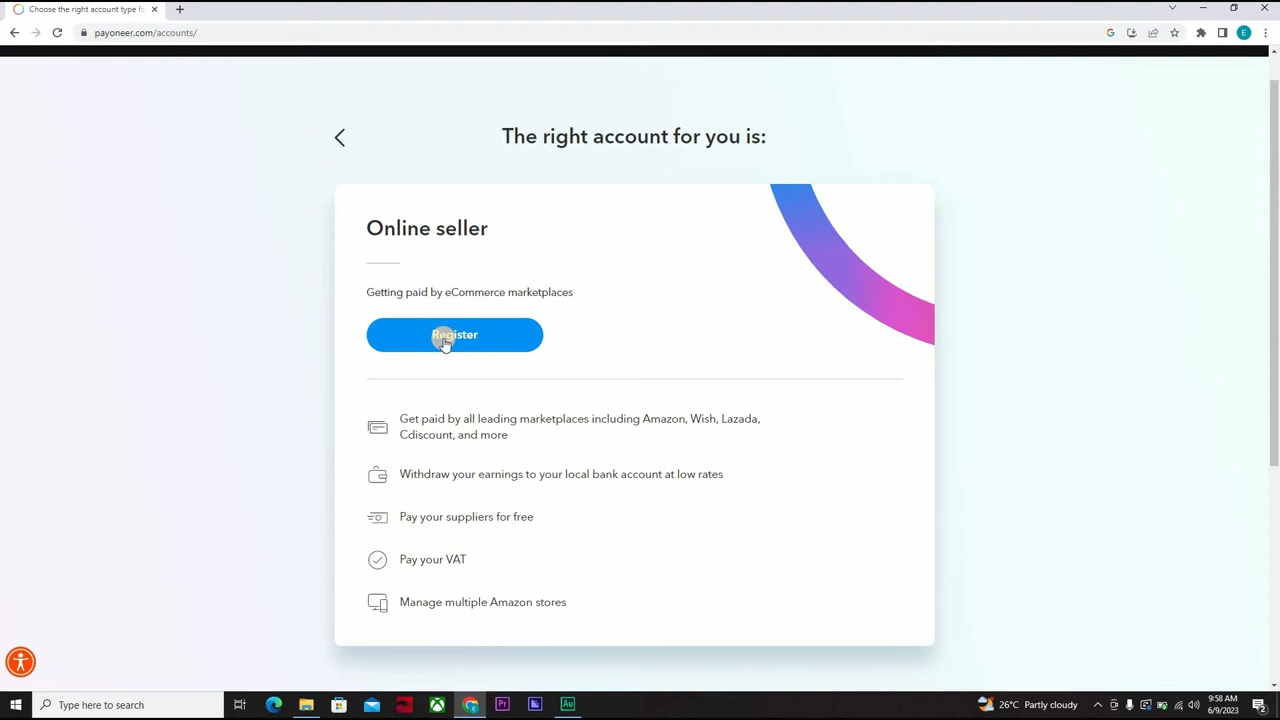 Choose the right account type fo
payoneer.com/accounts/
E
The right account for you is:
Online seller
Getting paid by eCommerce marketplaces
Register
Get paid by all leading marketplaces including Amazon, Wish, Lazada,
Cdiscount, and more
Withdraw your earnings to your local bank account at low rates
Pay your suppliers for free
Pay your VAT
Manage multiple Amazon stores
Type here to search
Pr
Au
26°C Partly cloudy
9:58 AM
6/9/2023
2